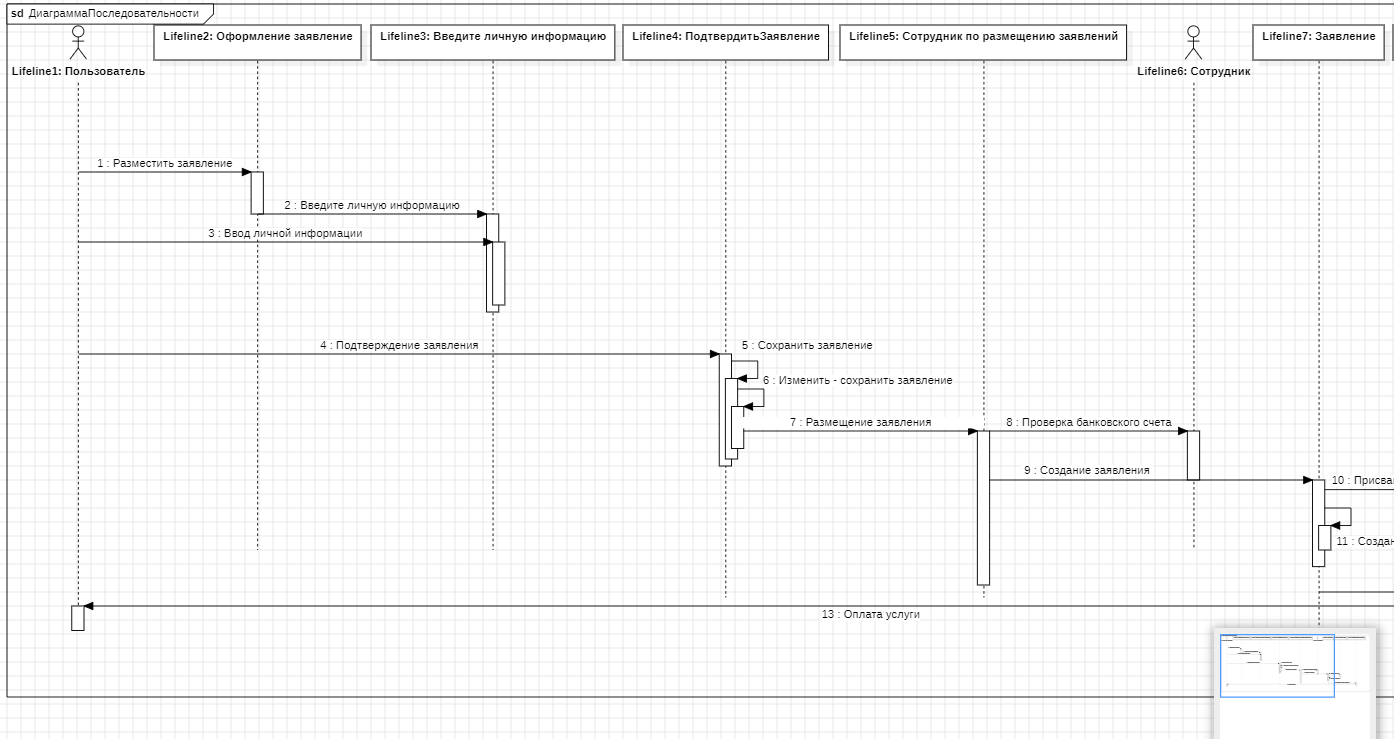 sd ДиаграммаПоследовательности
Lifeline1: Пользователь
Lifeline2: Оформление заявление
Lifeline3: Введите личную информацию
Lifeline4: ПодтвердитьЗаявление
Lifeline5: Сотрудник по размещению заявлений
Lifeline6: Сотрудник
Lifeline7: Заявление
1 : Разместить заявление
2 : Введите личную информацию
3 : Ввод личной информации
4 : Подтверждение заявления
5 : Сохранить заявление
6 : Изменить - сохранить заявление
7 : Размещение заявления
8 : Проверка банковского счета
9 : Создание заявления
10 : Присва
11 : Создан
13 : Оплата услуги